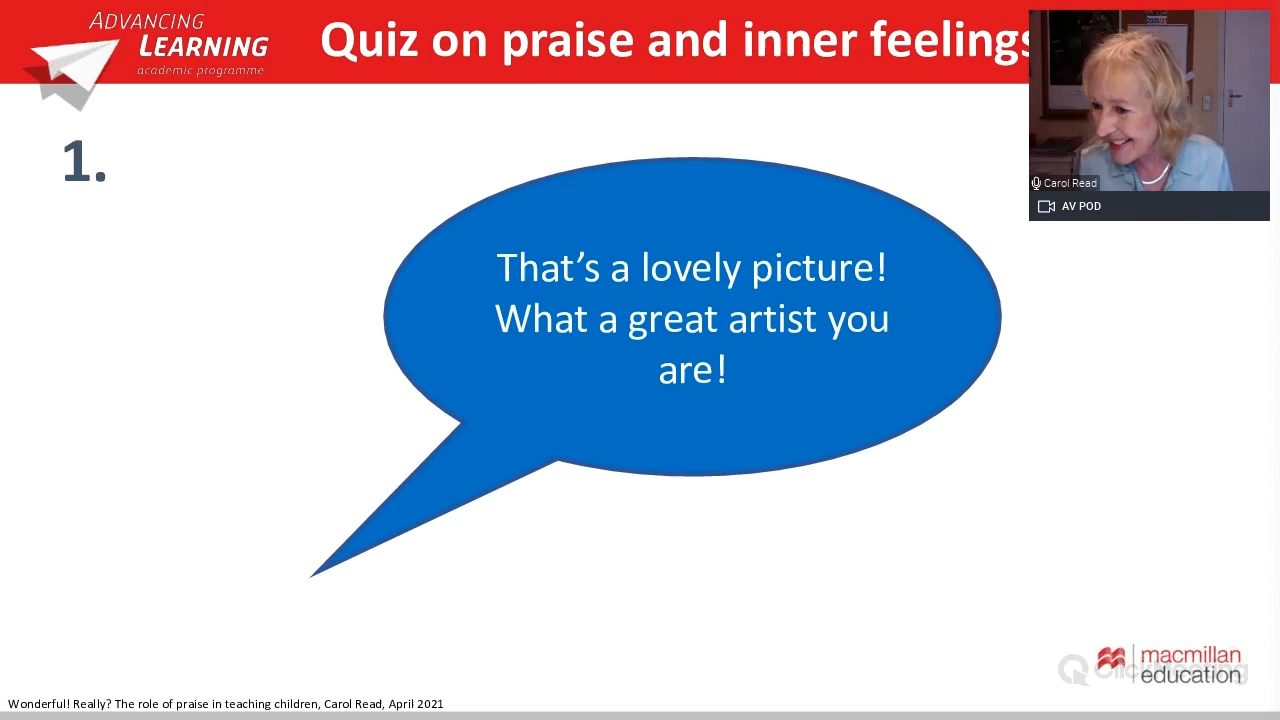 ADVANCING
LEARNING
academic programme
Quiz on praise and inner feelings
Carol Read
AV POD
1.
That’s a lovely picture!
What a great artist you
are!
macmillan
education
ClickMeeting
Wonderful! Really? The role of praise in teaching children, Carol Read, April 2021